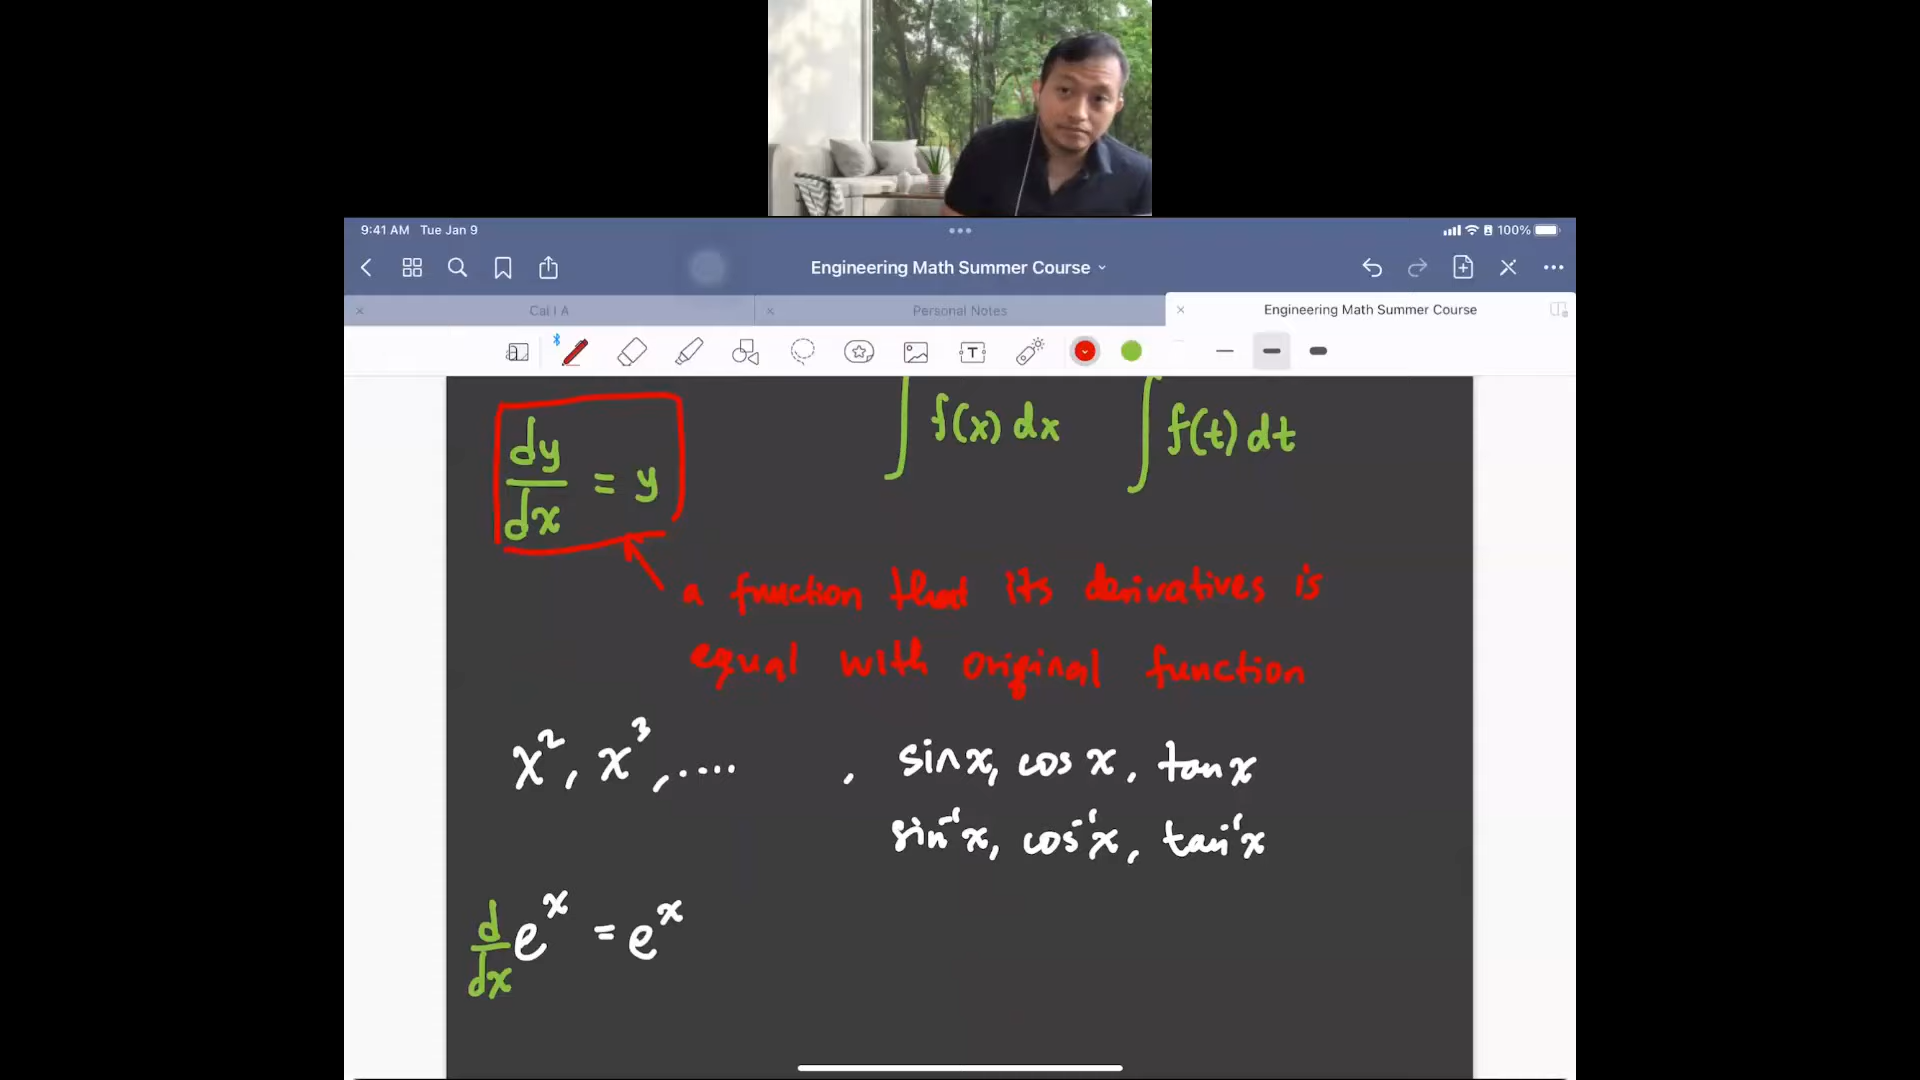 9:41 AM Tue Jan 9
100%
Engineering Math Summer Course
Cal I A
Personal Notes
Engineering Math Summer Course
T
dy/dx = y
∫ f(x) dx ∫ f(t) dt
a function that its derivatives is
equal with original function
x², x³, .... , sin x, cos x, tan x
sin⁻¹x, cos⁻¹x, tan⁻¹x
d/dx eˣ = eˣ